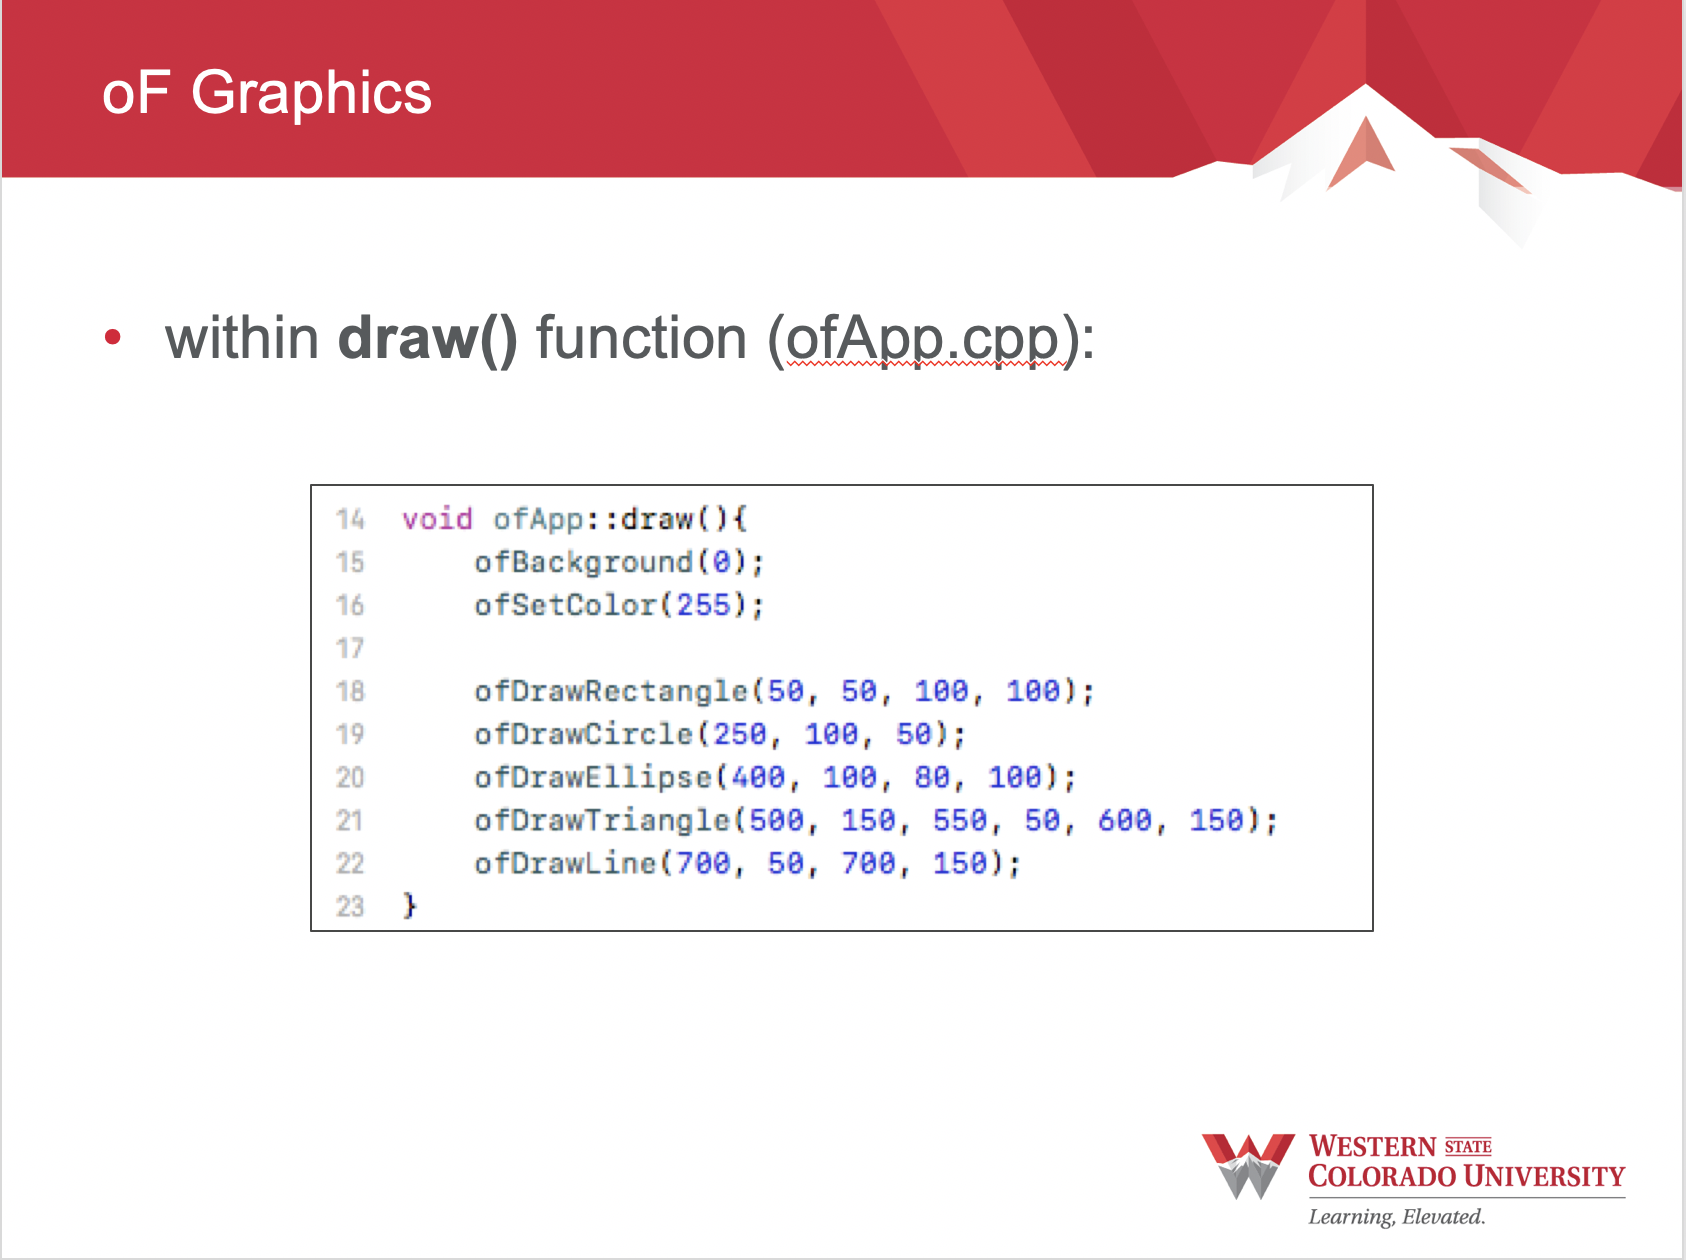 oF Graphics
• within draw() function (ofApp.cpp):
14 void ofApp::draw(){
15 ofBackground(0);
16 ofSetColor(255);
17
18 ofDrawRectangle(50, 50, 100, 100);
19 ofDrawCircle(250, 100, 50);
20 ofDrawEllipse(400, 100, 80, 100);
21 ofDrawTriangle(500, 150, 550, 50, 600, 150);
22 ofDrawLine(700, 50, 700, 150);
23 }
WESTERN STATE
COLORADO UNIVERSITY
Learning, Elevated.